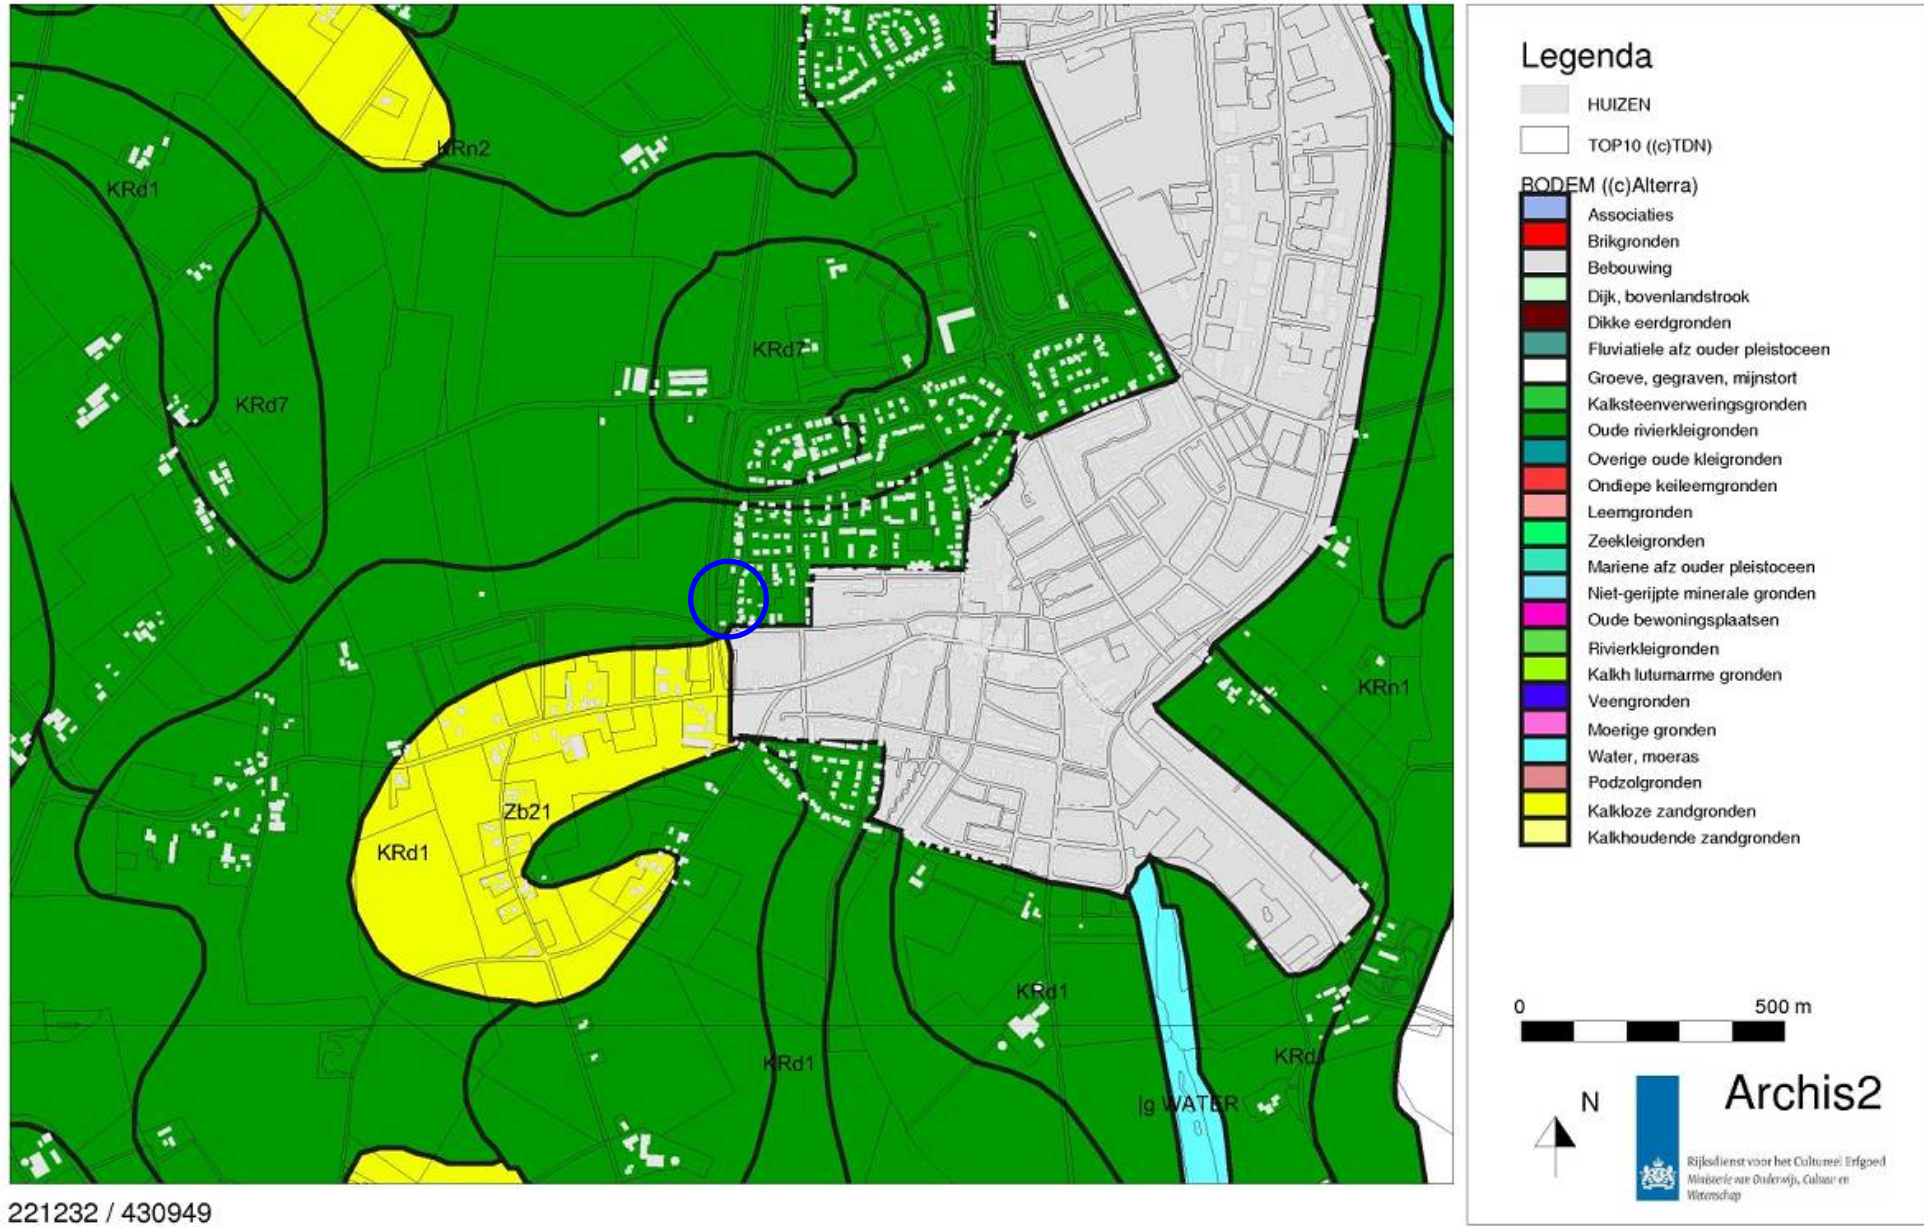 KRn2
KRd1
KRd7
KRd7
KRn1
Zb21
KRd1
KRd1
KRd1
KRd1
|g WATER
221232 / 430949
Legenda
HUIZEN
TOP10 ((c)TDN)
BODEM ((c)Alterra)
Associaties
Brikgronden
Bebouwing
Dijk, bovenlandstrook
Dikke eerdgronden
Fluviatiele afz ouder pleistoceen
Groeve, gegraven, mijnstort
Kalksteenverweringsgronden
Oude rivierkleigronden
Overige oude kleigronden
Ondiepe keileemgronden
Leemgronden
Zeekleigronden
Mariene afz ouder pleistoceen
Niet-gerijpte minerale gronden
Oude bewoningsplaatsen
Rivierkleigronden
Kalkh lutumarme gronden
Veengronden
Moerige gronden
Water, moeras
Podzolgronden
Kalkloze zandgronden
Kalkhoudende zandgronden
0 500 m
N
Archis2
Rijksdienst voor het Cultureel Erfgoed
Ministerie van Onderwijs, Cultuur en
Wetenschap